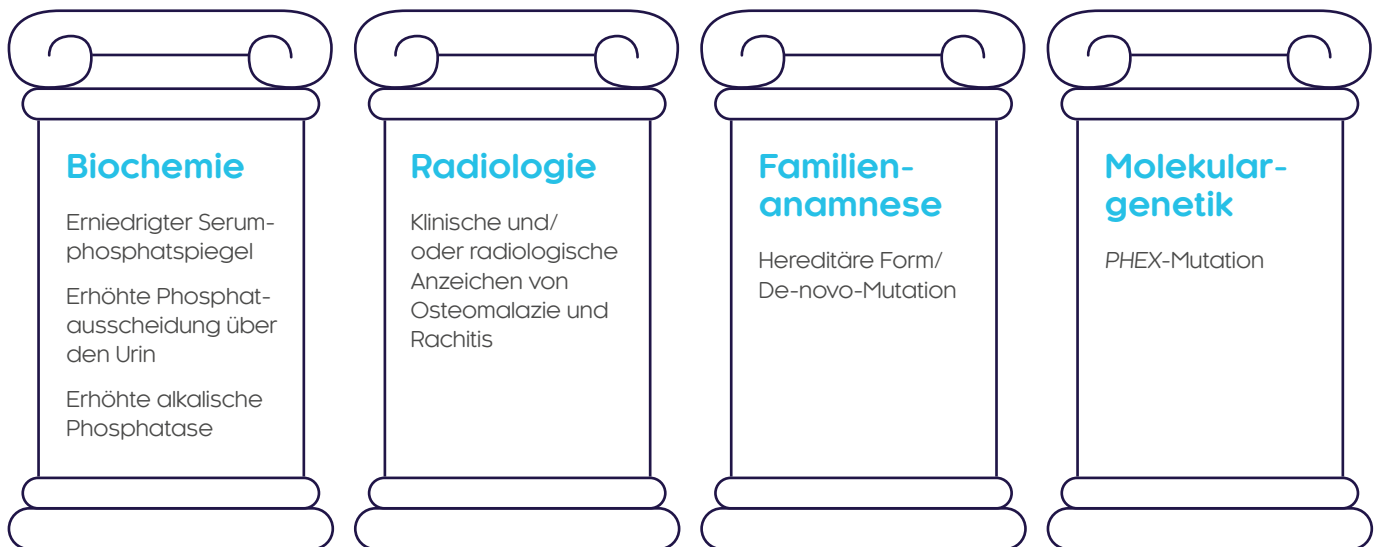 Biochemie
Erniedrigter Serum-
phosphatspiegel
Erhöhte Phosphat-
ausscheidung über
den Urin
Erhöhte alkalische
Phosphatase
Radiologie
Klinische und/
oder radiologische
Anzeichen von
Osteomalazie und
Rachitis
Familien-
anamnese
Hereditäre Form/
De-novo-Mutation
Molekular-
genetik
PHEX-Mutation